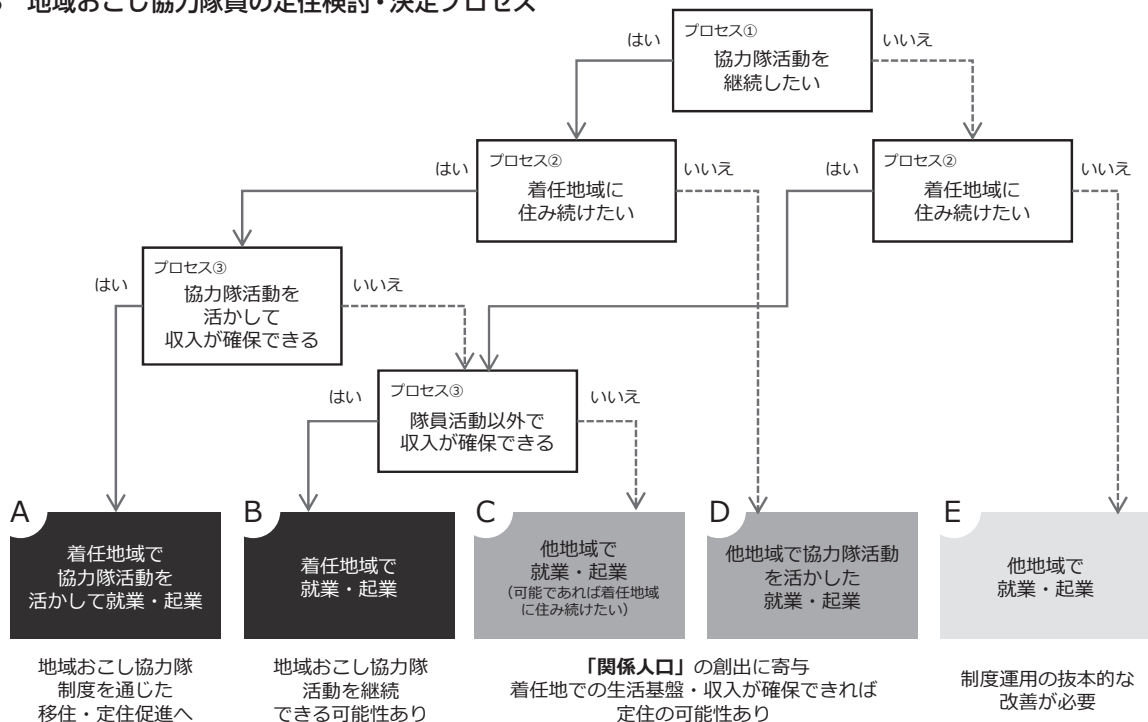 地域おこし協力隊員の定住検討・決定プロセス
プロセス①
はい
いいえ
協力隊活動を
継続したい
プロセス②
はい
いいえ
着任地域に
住み続けたい
プロセス②
はい
いいえ
着任地域に
住み続けたい
プロセス③
はい
いいえ
協力隊活動を
活かして
収入が確保できる
プロセス③
はい
いいえ
隊員活動以外で
収入が確保できる
A
着任地域で
協力隊活動を
活かして就業・起業
B
着任地域で
就業・起業
C
他地域で
就業・起業
(可能であれば着任地域
に住み続けたい)
D
他地域で協力隊活動
を活かした
就業・起業
E
他地域で
就業・起業
地域おこし協力隊
制度を通じた
移住・定住促進へ
地域おこし協力隊
活動を継続
できる可能性あり
「関係人口」の創出に寄与
着任地での生活基盤・収入が確保できれば
定住の可能性あり
制度運用の抜本的な
改善が必要